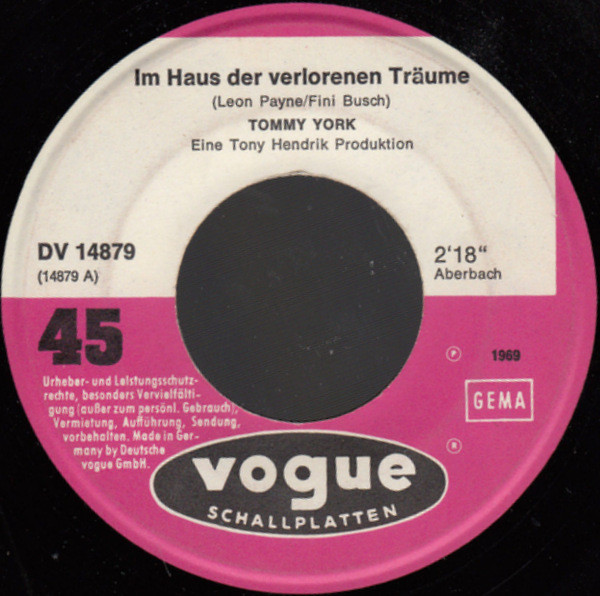 Im Haus der verlorenen Träume
(Leon Payne/Fini Busch)
TOMMY YORK
Eine Tony Hendrik Produktion
DV 14879
(14879 A)
2'18"
Aberbach
45
Urheber- und Leistungsschutz-
rechte, besonders Vervielfälti-
gung (außer zum persönl. Gebrauch),
Vermietung, Aufführung, Sendung,
vorbehalten. Made in Ger-
many by Deutsche
vogue GmbH.
Ⓟ 1969
GEMA
®
vogue
SCHALLPLATTEN